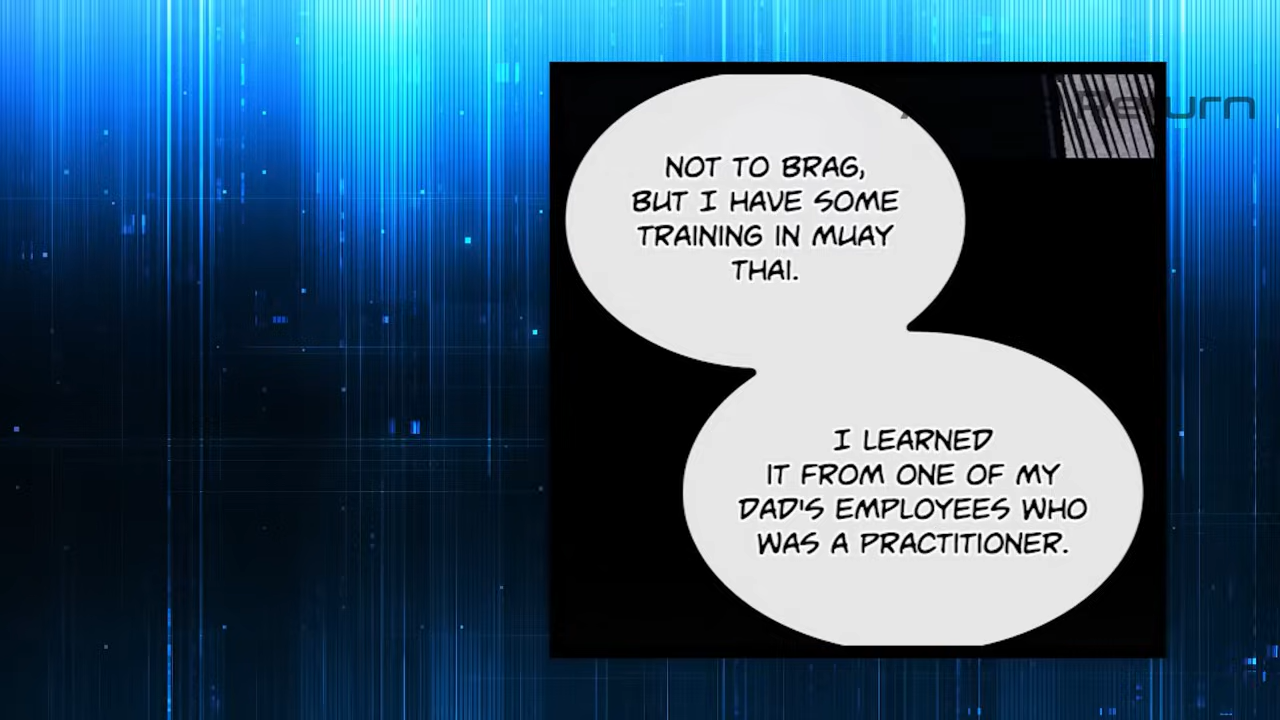 NOT TO BRAG,
BUT I HAVE SOME
TRAINING IN MUAY
THAI.
I LEARNED
IT FROM ONE OF MY
DAD'S EMPLOYEES WHO
WAS A PRACTITIONER.
Return